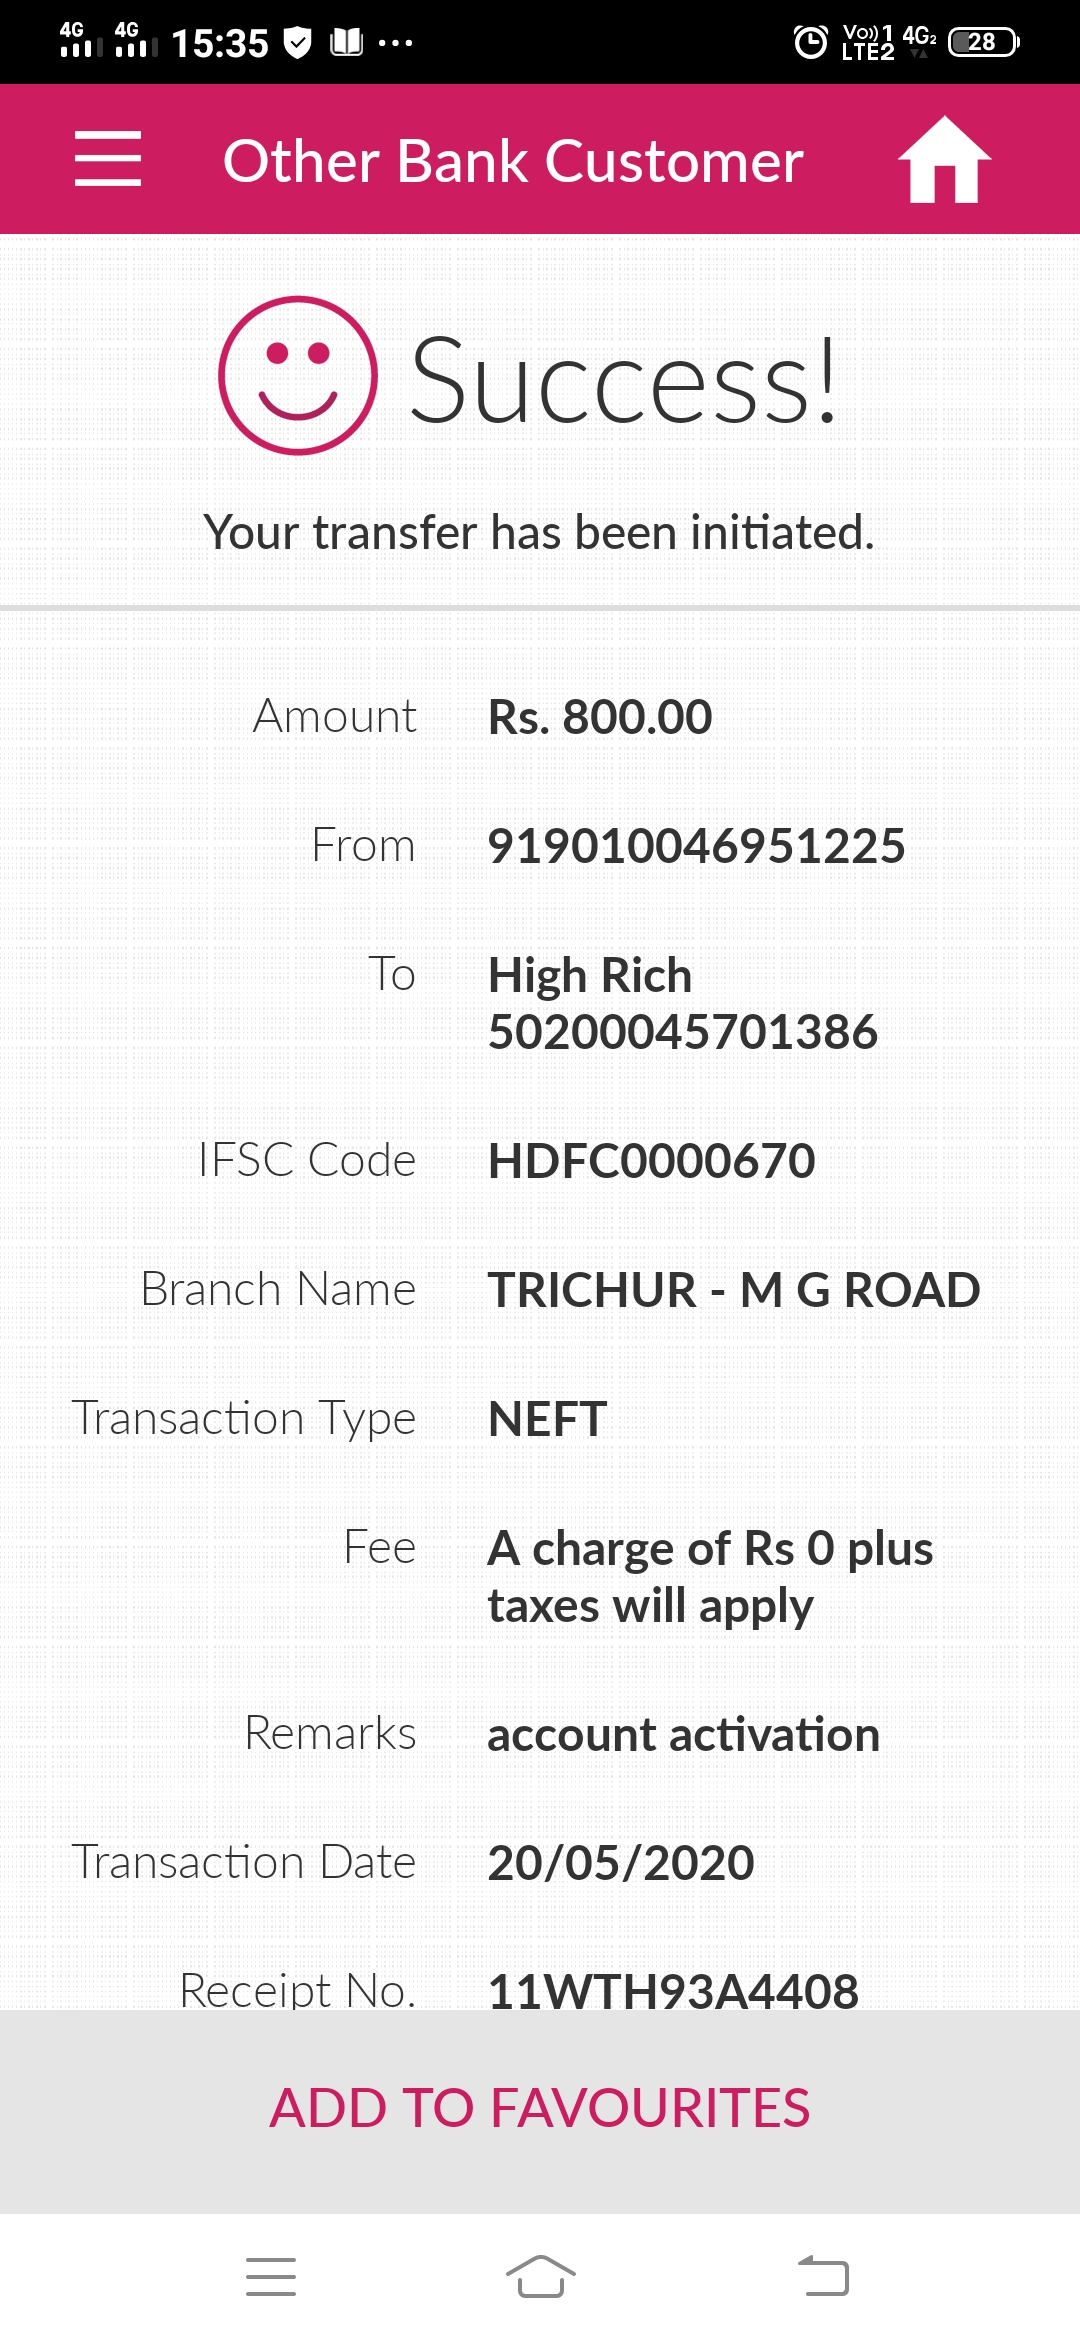 4G 4G 15:35 ... Vo)) 1 LTE2 4G2 28
Other Bank Customer
Success!
Your transfer has been initiated.
Amount Rs. 800.00
From 919010046951225
To High Rich
50200045701386
IFSC Code HDFC0000670
Branch Name TRICHUR - M G ROAD
Transaction Type NEFT
Fee A charge of Rs 0 plus
taxes will apply
Remarks account activation
Transaction Date 20/05/2020
Receipt No. 11WTH93A4408
ADD TO FAVOURITES